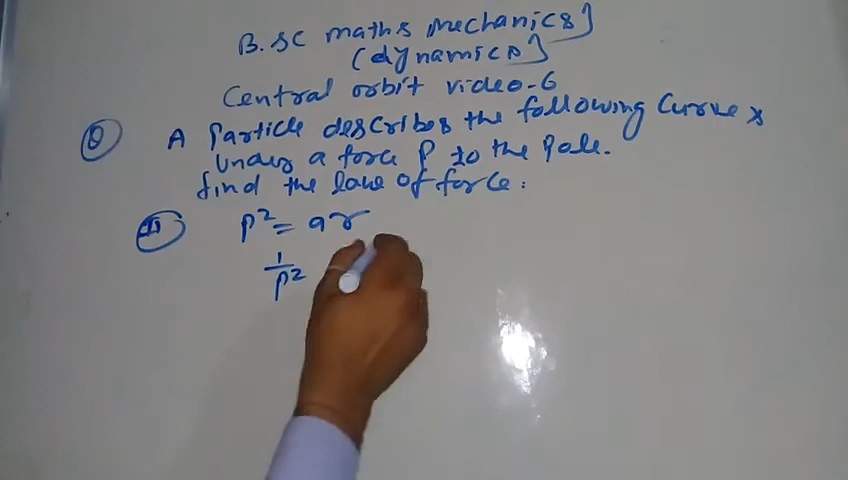 B. Sc maths Mechanics]
(dynamics]
Central orbit video-6
Q A Particle describes the following Curves
under a force P to the Pole.
find the law of force:
p² = ar
1/p²